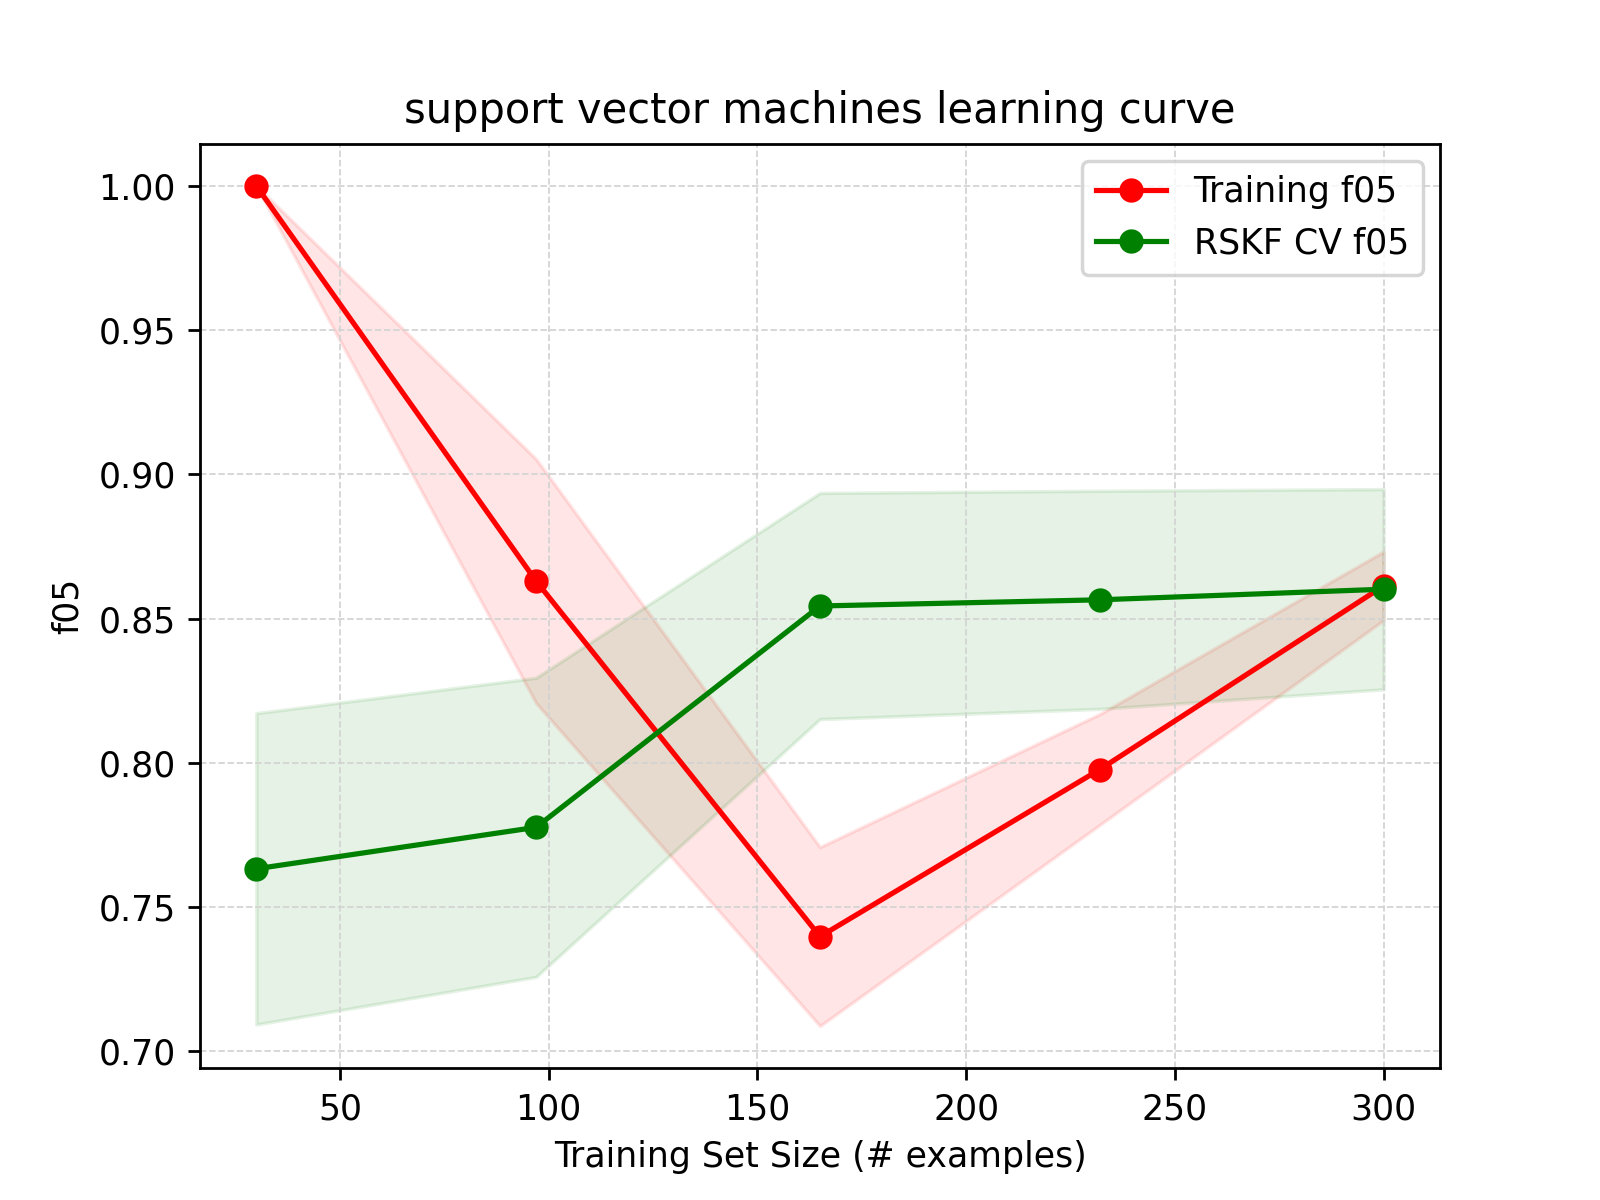 support vector machines learning curve
Training f05
RSKF CV f05
f05
1.00
0.95
0.90
0.85
0.80
0.75
0.70
50 100 150 200 250 300
Training Set Size (# examples)